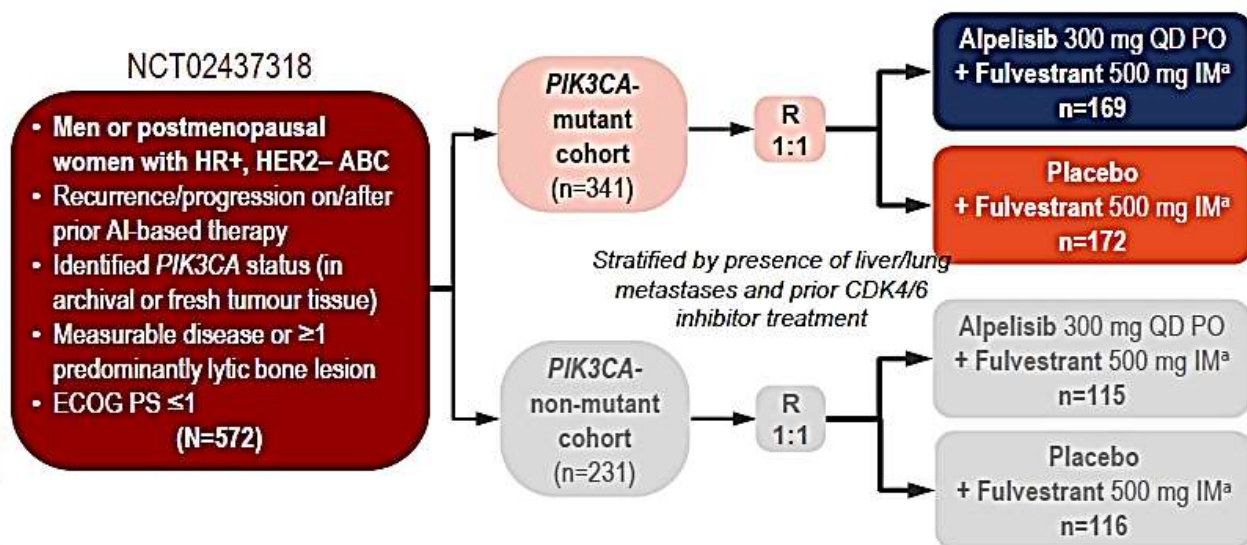 NCT02437318
• Men or postmenopausal
women with HR+, HER2– ABC
• Recurrence/progression on/after
prior AI-based therapy
• Identified PIK3CA status (in
archival or fresh tumour tissue)
• Measurable disease or ≥1
predominantly lytic bone lesion
• ECOG PS ≤1
(N=572)
PIK3CA-
mutant
cohort
(n=341)
R
1:1
Alpelisib 300 mg QD PO
+ Fulvestrant 500 mg IMᵃ
n=169
Placebo
+ Fulvestrant 500 mg IMᵃ
n=172
Stratified by presence of liver/lung
metastases and prior CDK4/6
inhibitor treatment
PIK3CA-
non-mutant
cohort
(n=231)
R
1:1
Alpelisib 300 mg QD PO
+ Fulvestrant 500 mg IMᵃ
n=115
Placebo
+ Fulvestrant 500 mg IMᵃ
n=116